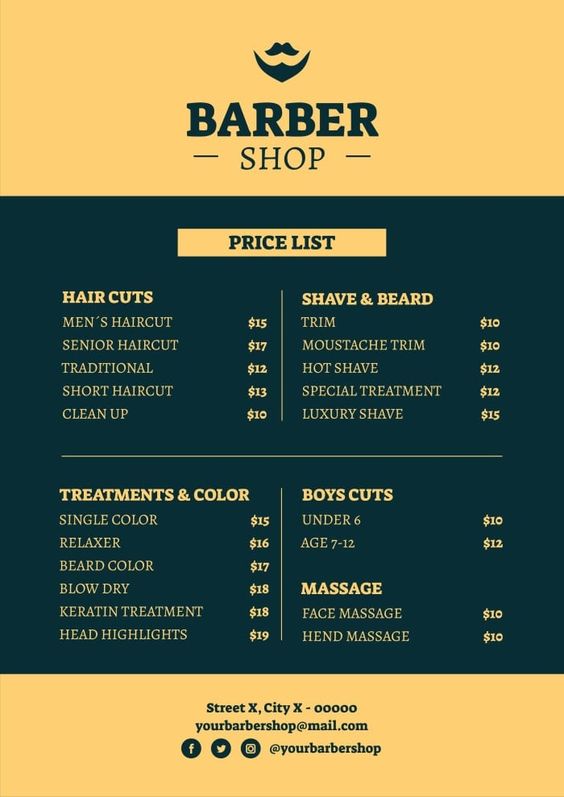 BARBER
SHOP
PRICE LIST
HAIR CUTS
MEN´S HAIRCUT $15
SENIOR HAIRCUT $17
TRADITIONAL $12
SHORT HAIRCUT $13
CLEAN UP $10
SHAVE & BEARD
TRIM $10
MOUSTACHE TRIM $10
HOT SHAVE $12
SPECIAL TREATMENT $12
LUXURY SHAVE $15
TREATMENTS & COLOR
SINGLE COLOR $15
RELAXER $16
BEARD COLOR $17
BLOW DRY $18
KERATIN TREATMENT $18
HEAD HIGHLIGHTS $19
BOYS CUTS
UNDER 6 $10
AGE 7-12 $12
MASSAGE
FACE MASSAGE $10
HEND MASSAGE $10
Street X, City X - 00000
yourbarbershop@mail.com
@yourbarbershop